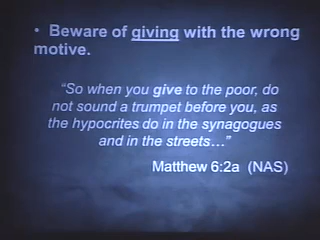 • Beware of giving with the wrong
motive.
“So when you give to the poor, do
not sound a trumpet before you, as
the hypocrites do in the synagogues
and in the streets…”
Matthew 6:2a (NAS)